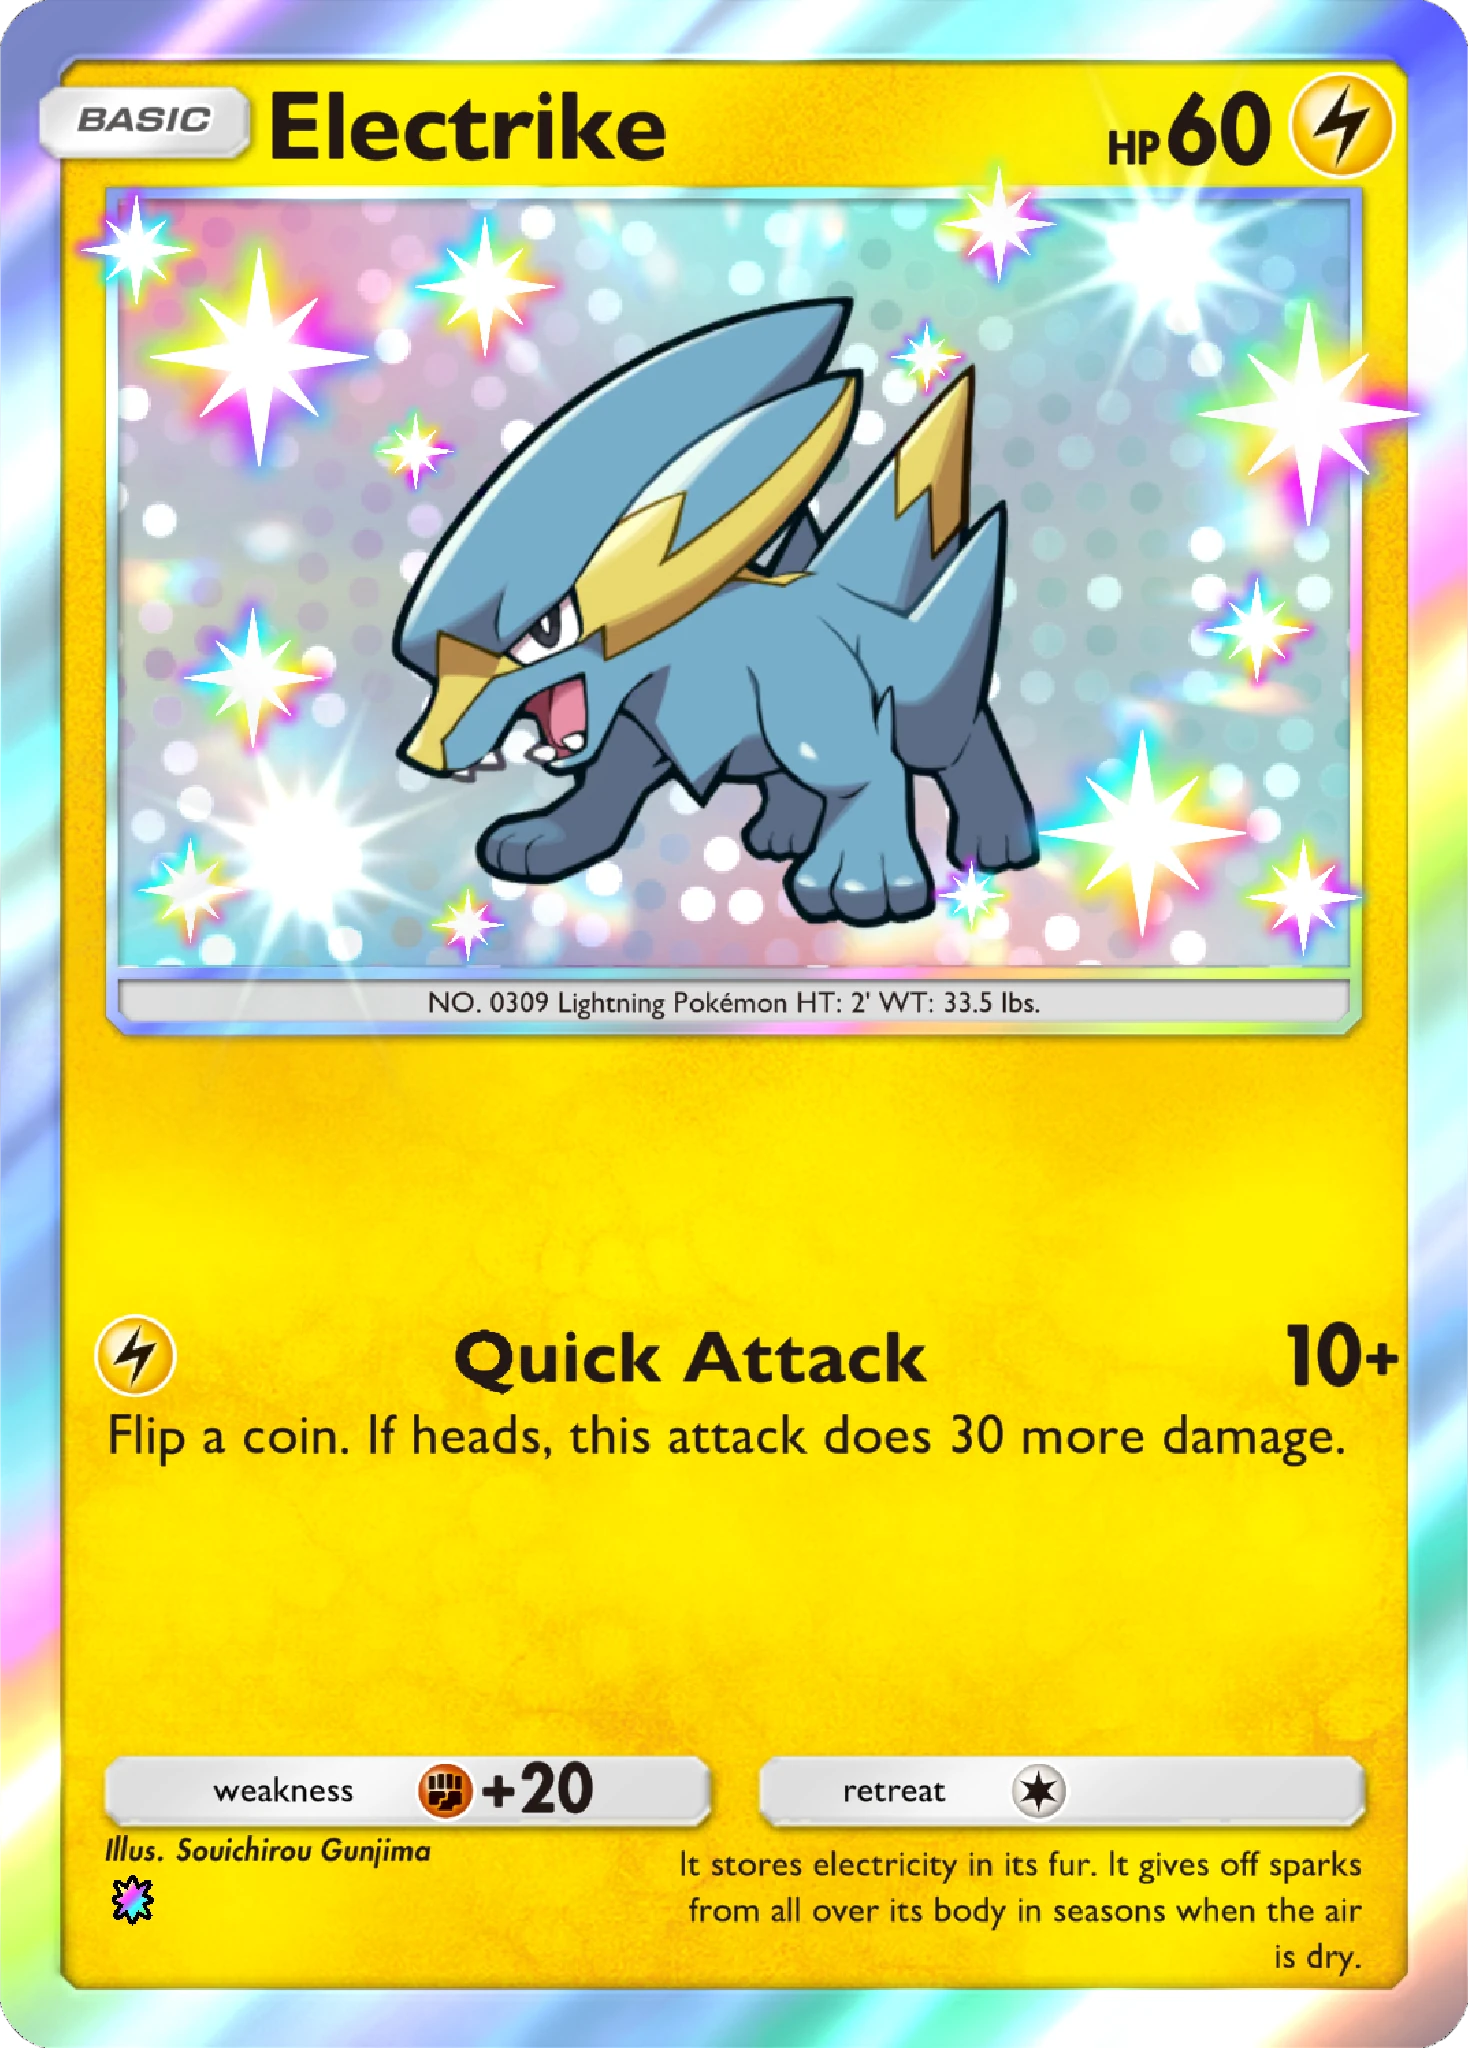 BASIC Electrike HP 60
NO. 0309 Lightning Pokémon HT: 2' WT: 33.5 lbs.
Quick Attack 10+
Flip a coin. If heads, this attack does 30 more damage.
weakness +20 retreat
Illus. Souichirou Gunjima
It stores electricity in its fur. It gives off sparks
from all over its body in seasons when the air
is dry.